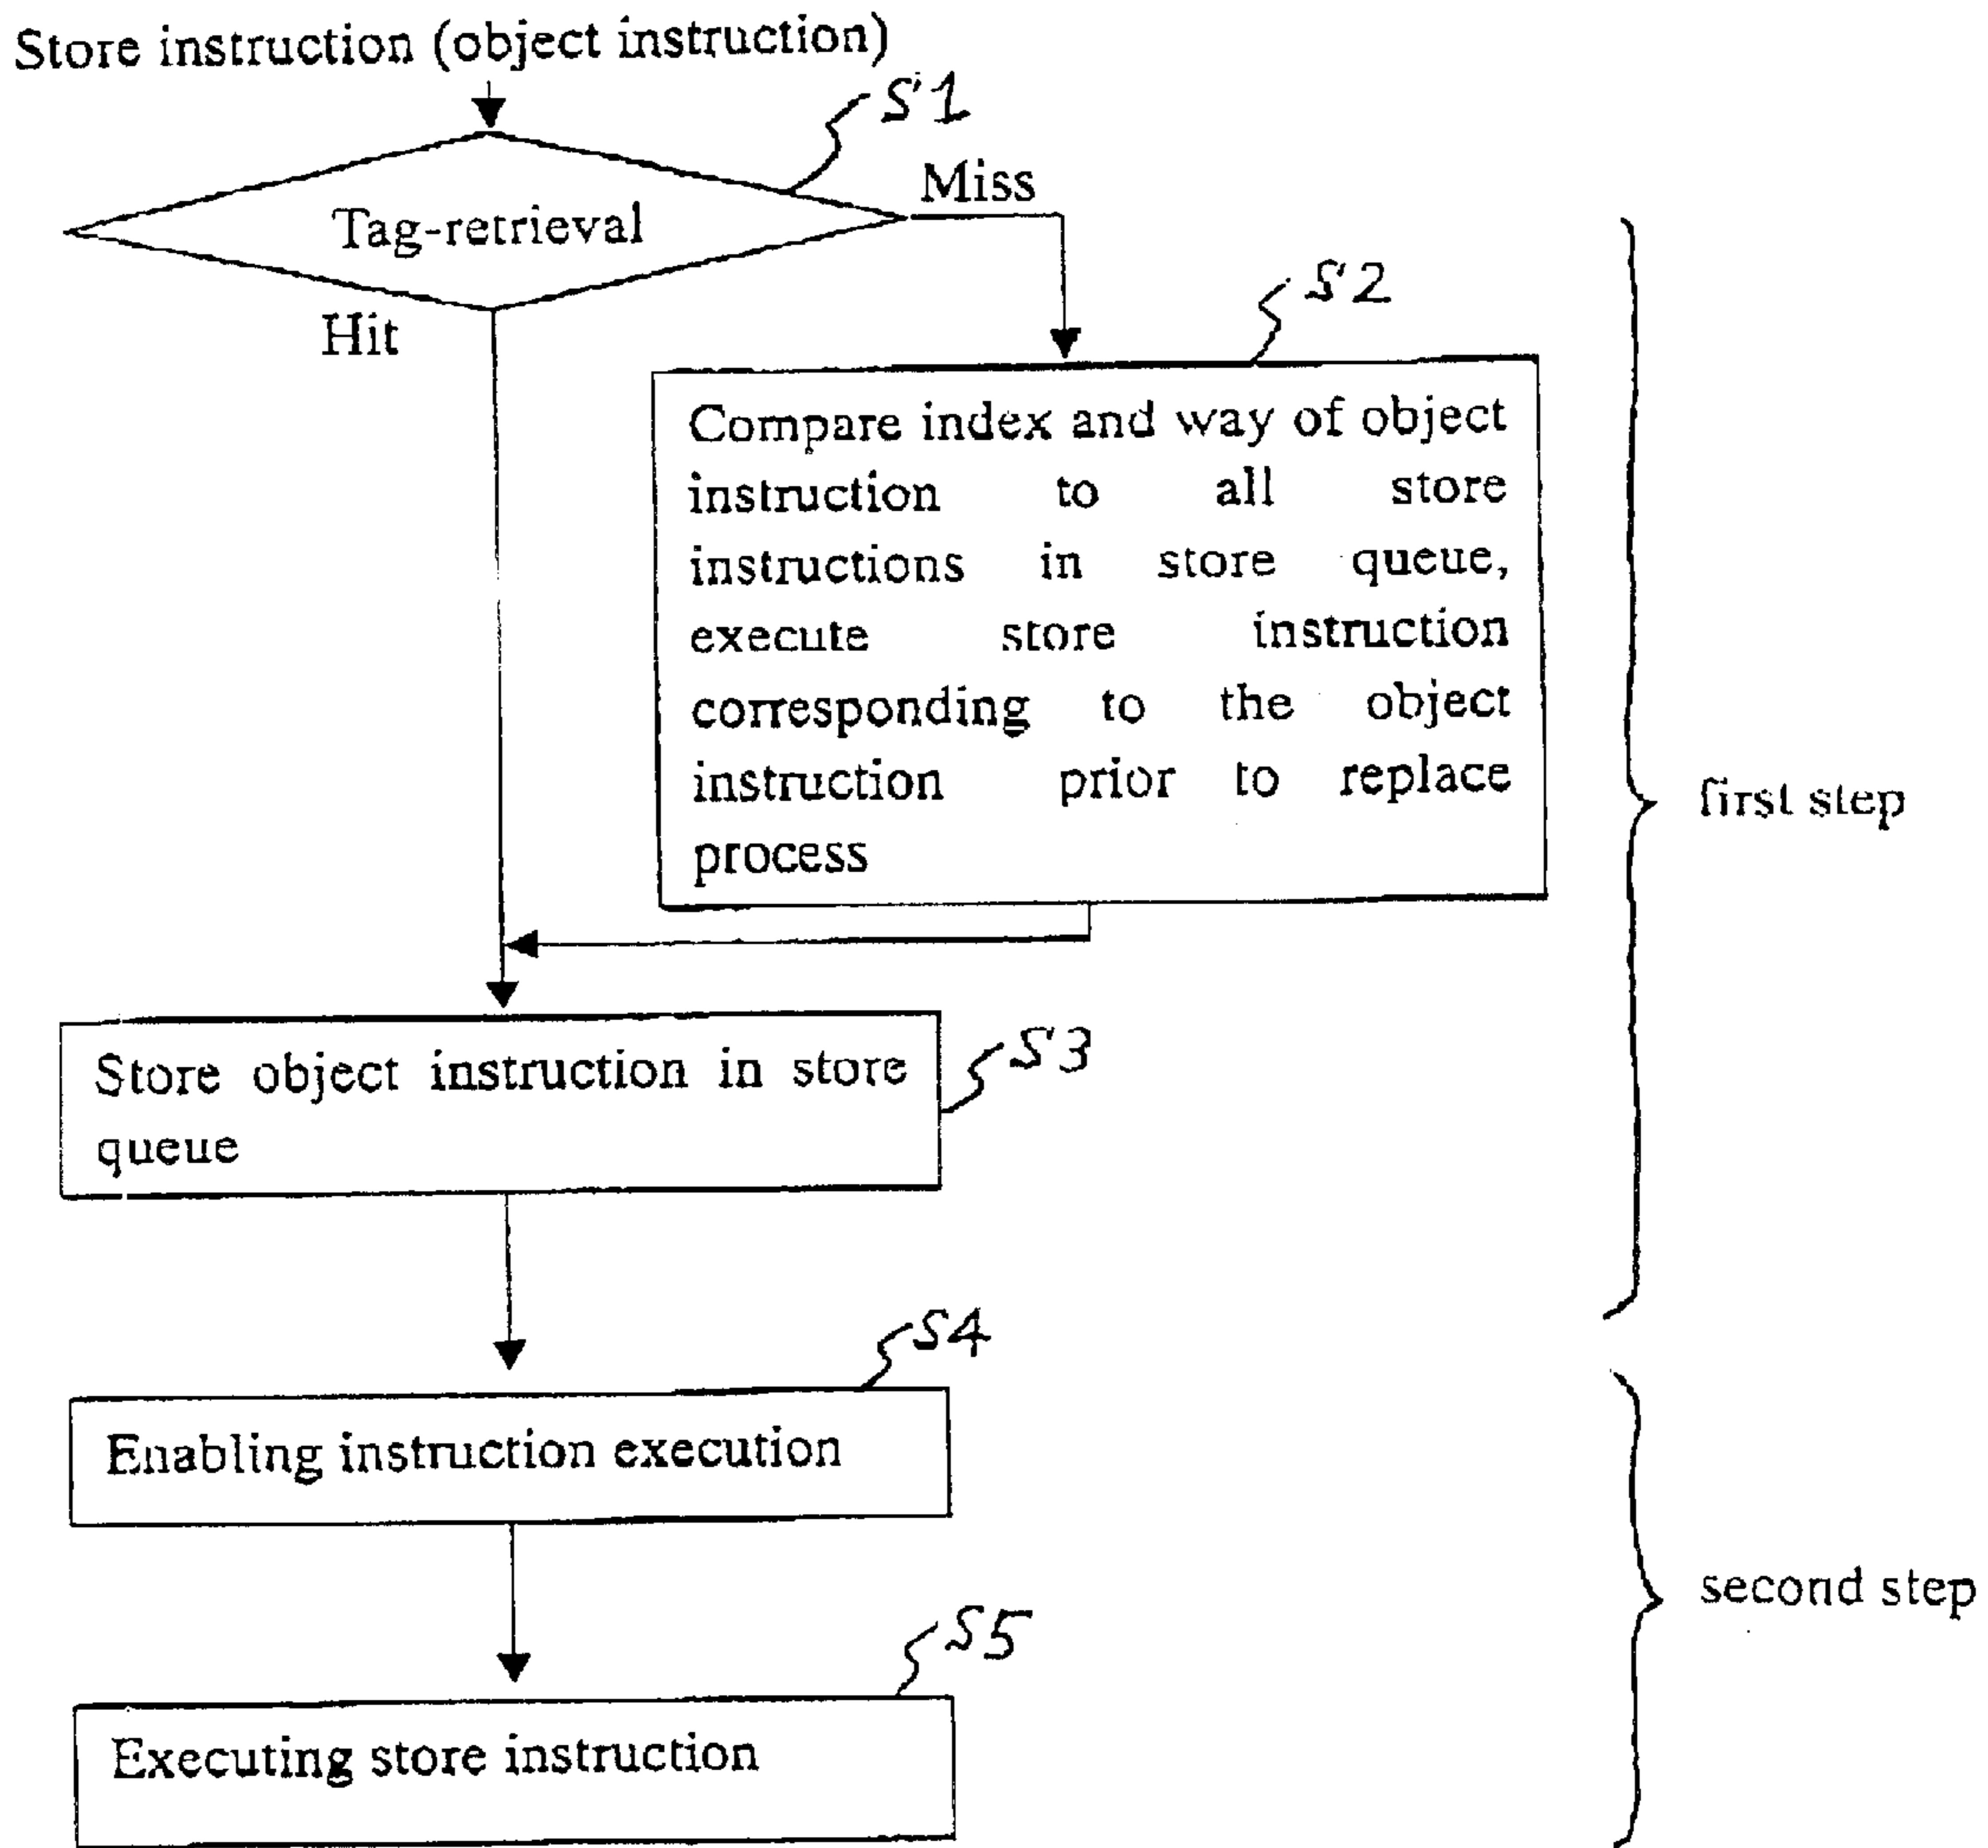 Store instruction (object instruction)
S1
Miss
Tag-retrieval
Hit
S2
Compare index and way of object
instruction to all store
instructions in store queue,
execute store instruction
corresponding to the object
instruction prior to replace
process
first step
S3
Store object instruction in store
queue
S4
Enabling instruction execution
second step
S5
Executing store instruction